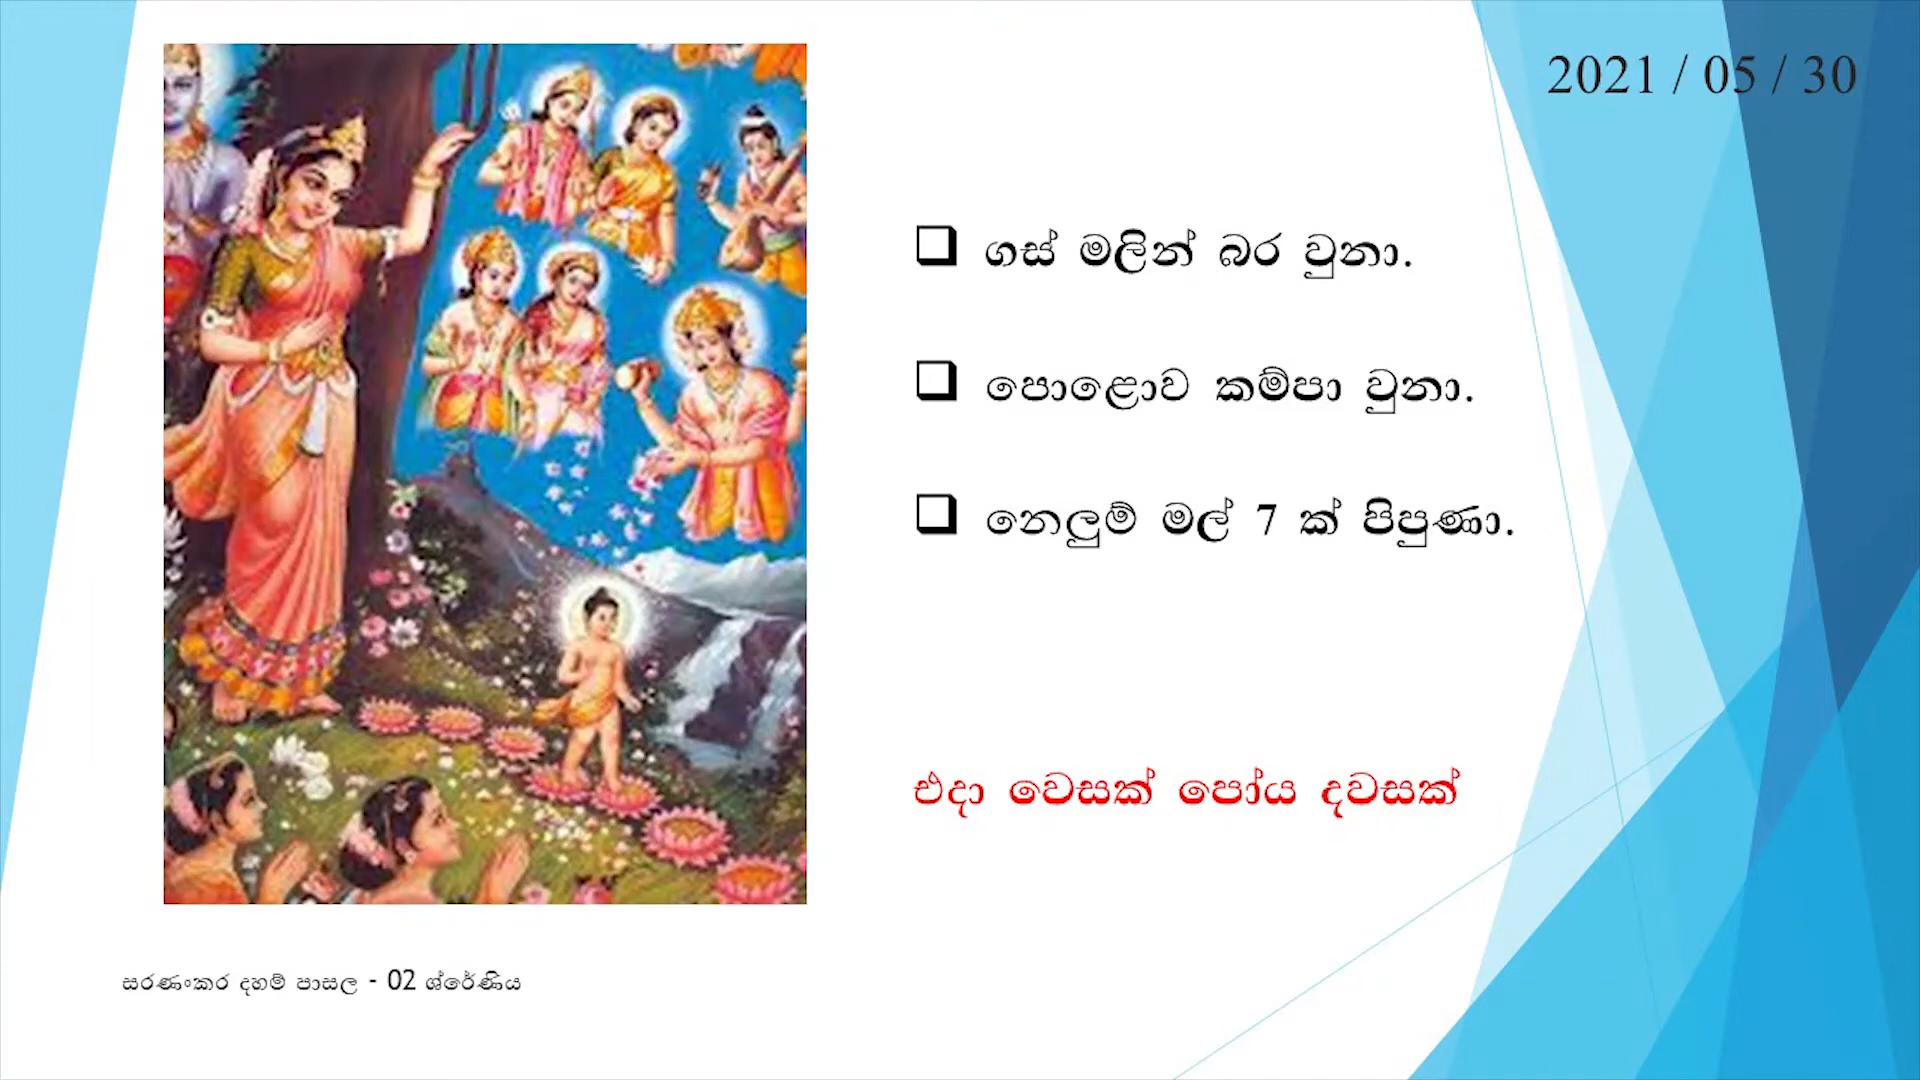 2021 / 05 / 30
ගස් මලින් බර වුනා.
පොළොව කම්පා වුනා.
නෙලුම් මල් 7 ක් පිපුණා.
එදා වෙසක් පෝය දවසක්
සරණංකර දහම් පාසල - 02 ශ්රේණිය